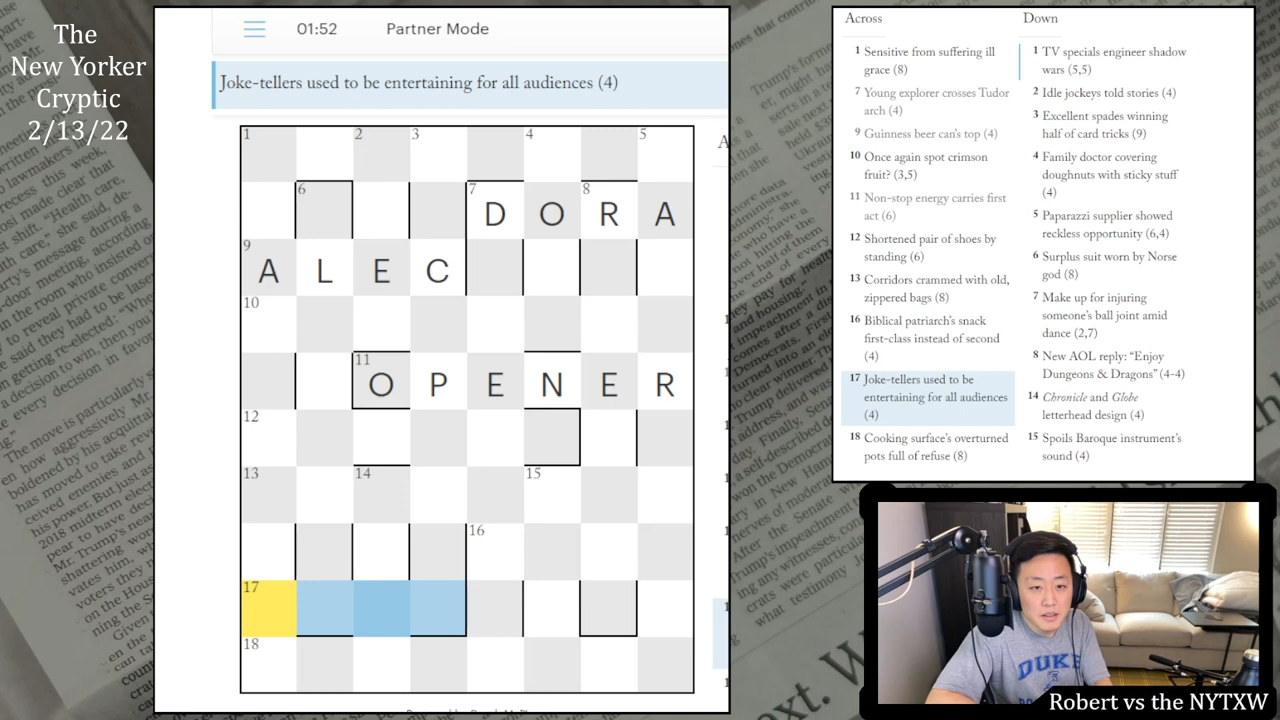 The
New Yorker
Cryptic
2/13/22
01:52 Partner Mode
Joke-tellers used to be entertaining for all audiences (4)
1 2 3 4 5
6 7 D O 8 R A
9 A L E C
10
11 O P E N E R
12
13 14 15
16
17
18
Across
1 Sensitive from suffering ill
grace (8)
7 Young explorer crosses Tudor
arch (4)
9 Guinness beer can's top (4)
10 Once again spot crimson
fruit? (3,5)
11 Non-stop energy carries first
act (6)
12 Shortened pair of shoes by
standing (6)
13 Corridors crammed with old,
zippered bags (8)
16 Biblical patriarch's snack
first-class instead of second
(4)
17 Joke-tellers used to be
entertaining for all audiences
(4)
18 Cooking surface's overturned
pots full of refuse (8)
Down
1 TV specials engineer shadow
wars (5,5)
2 Idle jockeys told stories (4)
3 Excellent spades winning
half of card tricks (9)
4 Family doctor covering
doughnuts with sticky stuff
(4)
5 Paparazzi supplier showed
reckless opportunity (6,4)
6 Surplus suit worn by Norse
god (8)
7 Make up for injuring
someone's ball joint amid
dance (2,7)
8 New AOL reply: "Enjoy
Dungeons & Dragons" (4-4)
14 Chronicle and Globe
letterhead design (4)
15 Spoils Baroque instrument's
sound (4)
DUKE
Robert vs the NYTXW